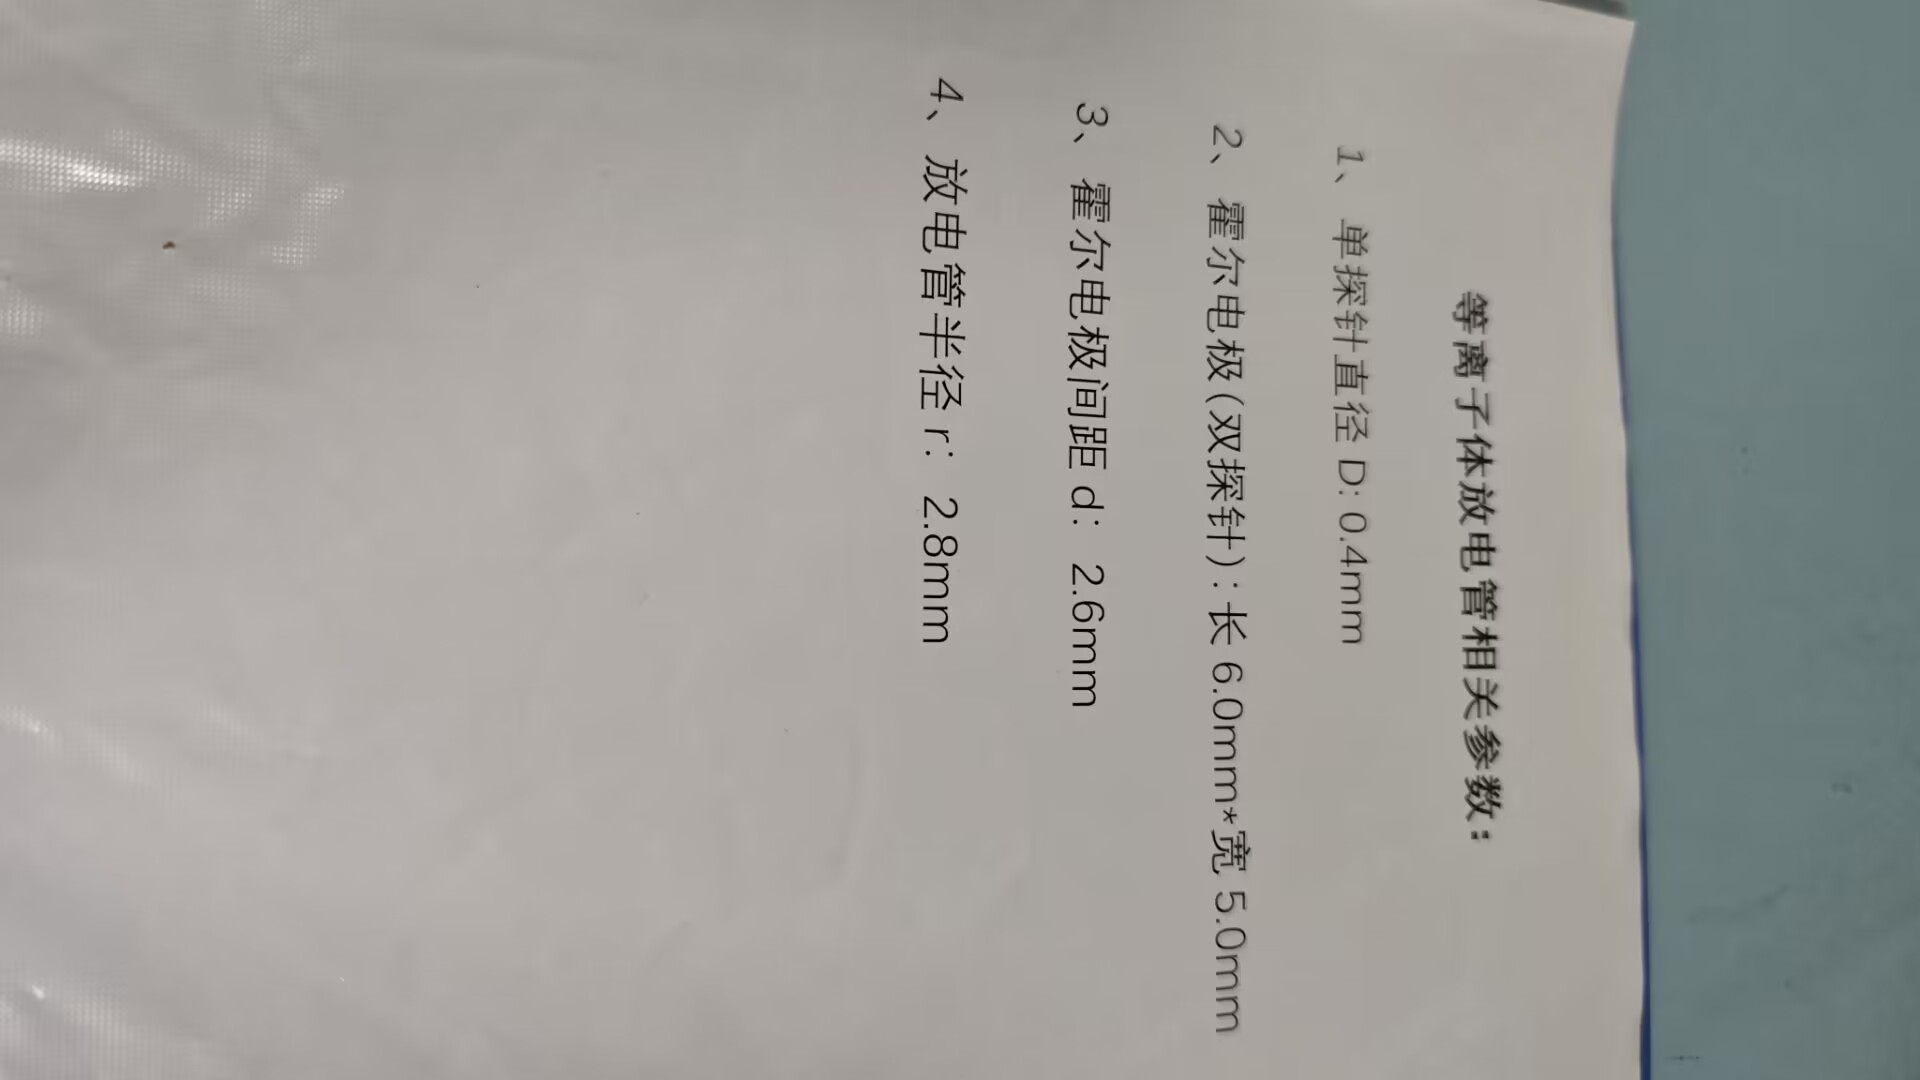 等离子体放电管相关参数：
1、单探针直径 D: 0.4mm
2、霍尔电极(双探针)：长 6.0mm*宽 5.0mm
3、霍尔电极间距 d： 2.6mm
4、放电管半径 r： 2.8mm